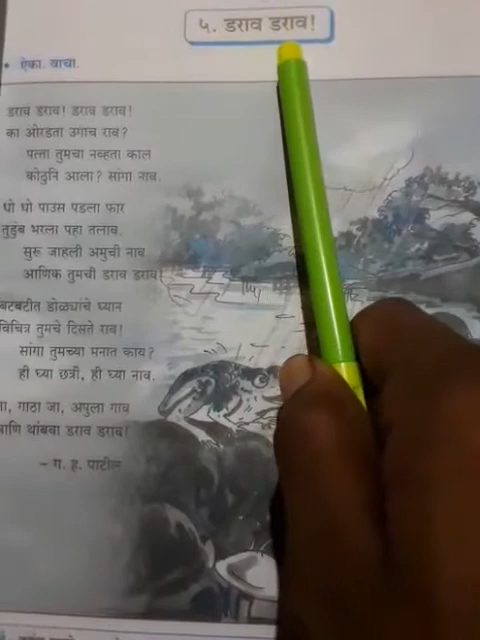 ५. डराव डराव!
• ऐका. वाचा.
डराव डराव! डराव डराव!
का ओरडता उगाच राव?
पत्ता तुमचा नव्हता काल
कोठुनि आला? सांगा नाव.
धो धो पाउस पडला फार
तुडुंब भरला पहा तलाव.
सुरू जाहली अमुची नाव
आणिक तुमची डराव डराव!
बटबटीत डोळ्यांचे ध्यान
विचित्र तुमचे दिसते राव!
सांगा तुमच्या मनात काय?
ही घ्या छत्री, ही घ्या नाव.
जा, गाठा जा, अपुला गाव
आणि थांबवा डराव डराव!
– ग. ह. पाटील